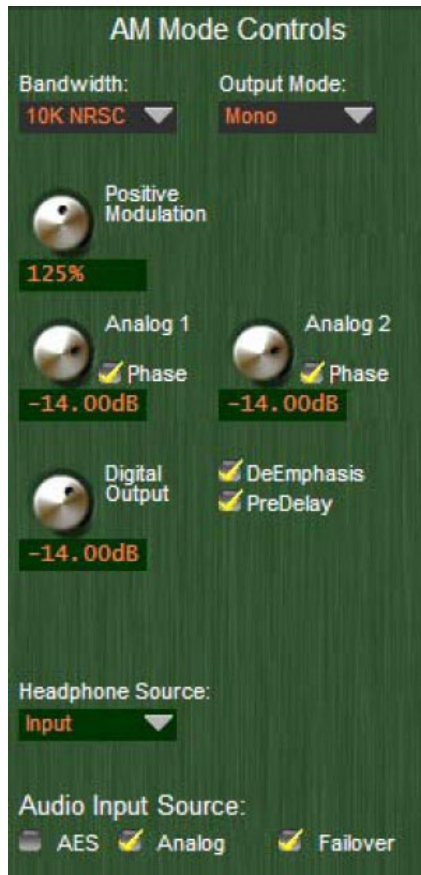 AM Mode Controls
Bandwidth: Output Mode:
10K NRSC Mono
Positive
Modulation
125%
Analog 1 Analog 2
Phase Phase
-14.00dB -14.00dB
Digital
Output
DeEmphasis
PreDelay
-14.00dB
Headphone Source:
Input
Audio Input Source:
AES Analog Failover